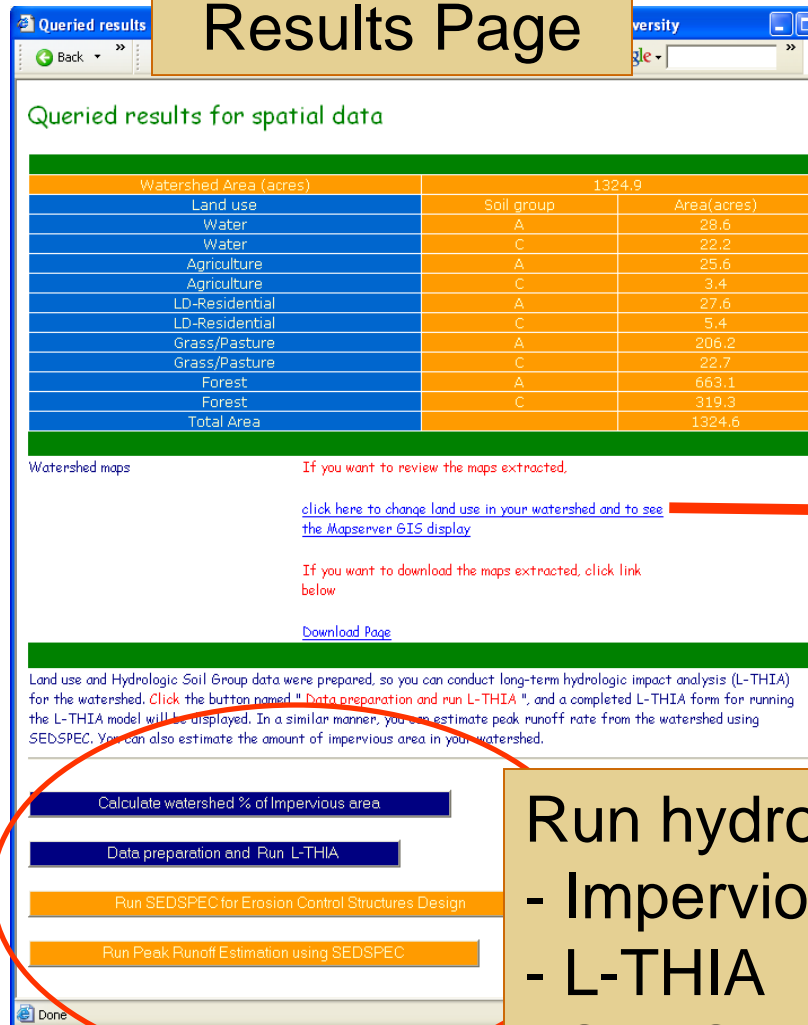 Results Page
Queried results
versity
Back
gle
Queried results for spatial data
Watershed Area (acres) 1324.9
Land use Soil group Area(acres)
Water A 28.6
Water C 22.2
Agriculture A 25.6
Agriculture C 3.4
LD-Residential A 27.6
LD-Residential C 5.4
Grass/Pasture A 206.2
Grass/Pasture C 22.7
Forest A 663.1
Forest C 319.3
Total Area 1324.6
Watershed maps If you want to review the maps extracted,
click here to change land use in your watershed and to see
the Mapserver GIS display
If you want to download the maps extracted, click link
below
Download Page
Land use and Hydrologic Soil Group data were prepared, so you can conduct long-term hydrologic impact analysis (L-THIA)
for the watershed. Click the button named " Data preparation and run L-THIA ", and a completed L-THIA form for running
the L-THIA model will be displayed. In a similar manner, you can estimate peak runoff rate from the watershed using
SEDSPEC. You can also estimate the amount of impervious area in your watershed.
Calculate watershed % of Impervious area
Data preparation and Run L-THIA
Run SEDSPEC for Erosion Control Structures Design
Run Peak Runoff Estimation using SEDSPEC
Run hydro
- Impervio
- L-THIA
Done